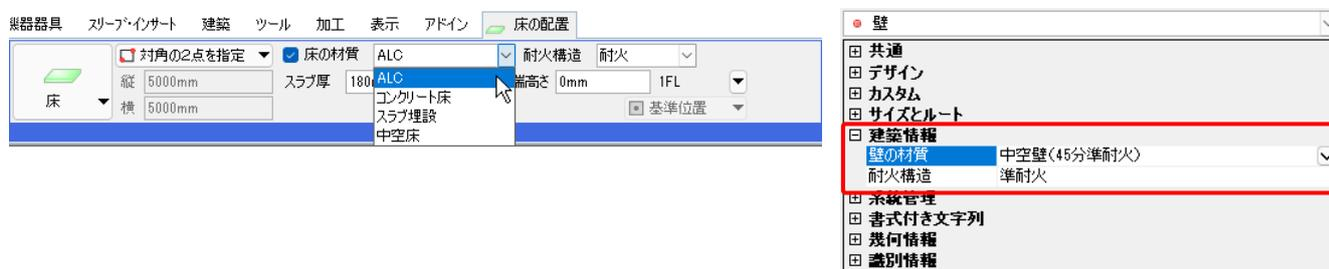 機器器具 スリーブ・インサート 建築 ツール 加工 表示 アドイン 床の配置
対角の2点を指定 床の材質 ALC 耐火構造 耐火
縦 5000mm スラブ厚 180 端高さ 0mm 1FL
床 横 5000mm 基準位置
ALC
コンクリート床
スラブ埋設
中空床
壁
共通
デザイン
カスタム
サイズとルート
建築情報
壁の材質 中空壁(45分準耐火)
耐火構造 準耐火
系統管理
書式付き文字列
幾何情報
識別情報